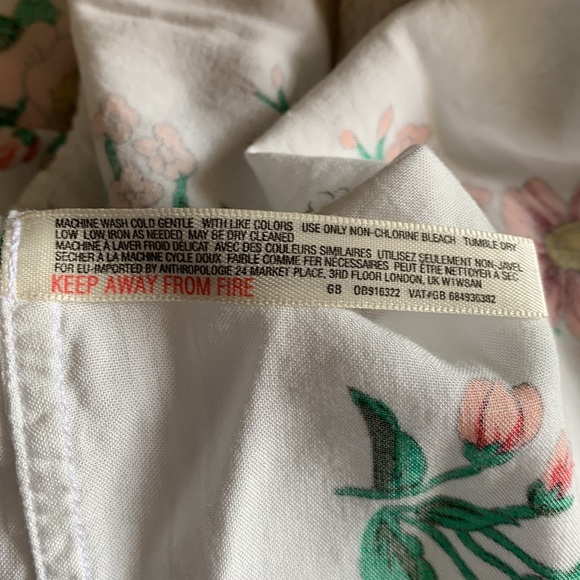 MACHINE WASH COLD GENTLE WITH LIKE COLORS USE ONLY NON-CHLORINE BLEACH TUMBLE DRY
LOW LOW IRON AS NEEDED MAY BE DRY CLEANED
MACHINE A LAVER FROID DÉLICAT AVEC DES COULEURS SIMILAIRES UTILISEZ SEULEMENT NON-JAVEL
SECHER A LA MACHINE CYCLE DOUX FAIBLE COMME FER NÉCESSAIRES PEUT ÊTRE NETTOYER A SEC
FOR EU-IMPORTED BY ANTHROPOLOGIE 24 MARKET PLACE, 3RD FLOOR LONDON, UK W1W8AN
KEEP AWAY FROM FIRE GB OB916322 VAT#GB 684936382